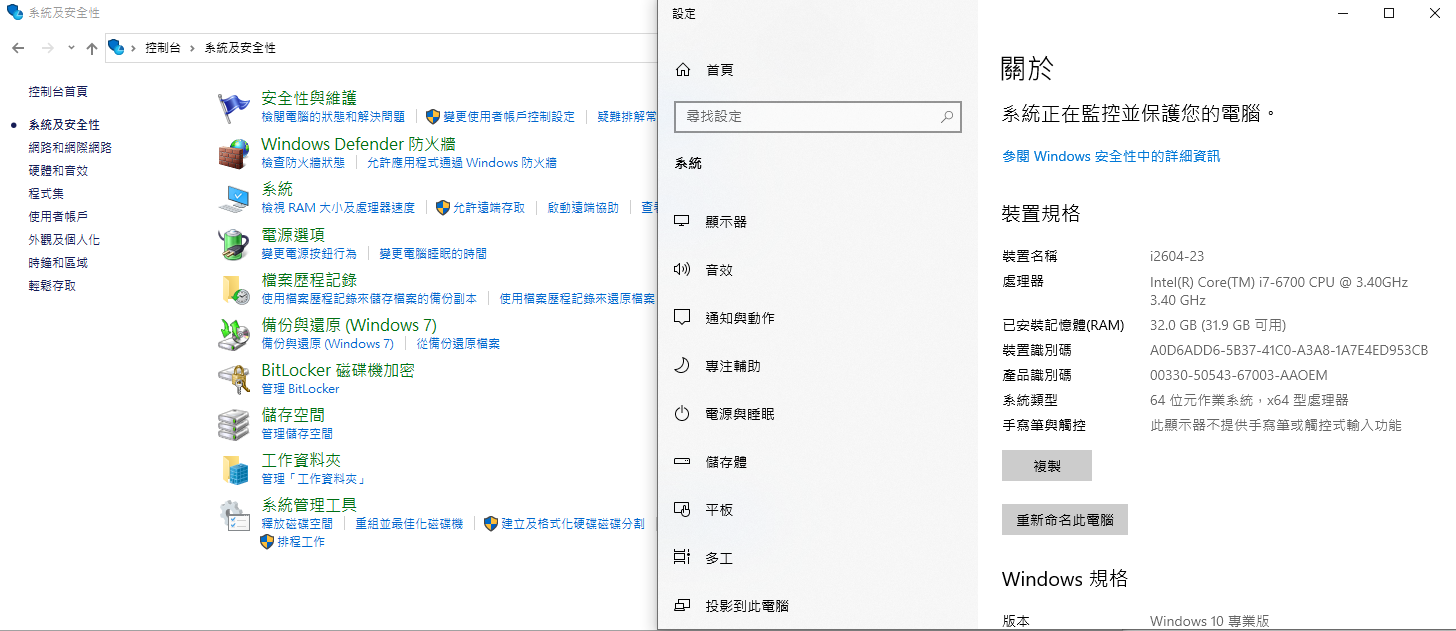 系統及安全性
控制台 > 系統及安全性
控制台首頁
系統及安全性
網路和網際網路
硬體和音效
程式集
使用者帳戶
外觀及個人化
時鐘和區域
輕鬆存取
安全性與維護
檢閱電腦的狀態和解決問題 變更使用者帳戶控制設定 疑難排解常
Windows Defender 防火牆
檢查防火牆狀態 允許應用程式通過 Windows 防火牆
系統
檢視 RAM 大小及處理器速度 允許遠端存取 啟動遠端協助 查看
電源選項
變更電源按鈕行為 變更電腦睡眠的時間
檔案歷程記錄
使用檔案歷程記錄來儲存檔案的備份副本 使用檔案歷程記錄來還原檔案
備份與還原 (Windows 7)
備份與還原 (Windows 7) 從備份還原檔案
BitLocker 磁碟機加密
管理 BitLocker
儲存空間
管理儲存空間
工作資料夾
管理「工作資料夾」
系統管理工具
釋放磁碟空間 重組並最佳化磁碟機 建立及格式化硬碟磁碟分割
排程工作
設定
首頁
尋找設定
系統
顯示器
音效
通知與動作
專注輔助
電源與睡眠
儲存體
平板
多工
投影到此電腦
關於
系統正在監控並保護您的電腦。
參閱 Windows 安全性中的詳細資訊
裝置規格
裝置名稱 i2604-23
處理器 Intel(R) Core(TM) i7-6700 CPU @ 3.40GHz
3.40 GHz
已安裝記憶體(RAM) 32.0 GB (31.9 GB 可用)
裝置識別碼 A0D6ADD6-5B37-41C0-A3A8-1A7E4ED953CB
產品識別碼 00330-50543-67003-AAOEM
系統類型 64 位元作業系統，x64 型處理器
手寫筆與觸控 此顯示器不提供手寫筆或觸控式輸入功能
複製
重新命名此電腦
Windows 規格
版本 Windows 10 專業版